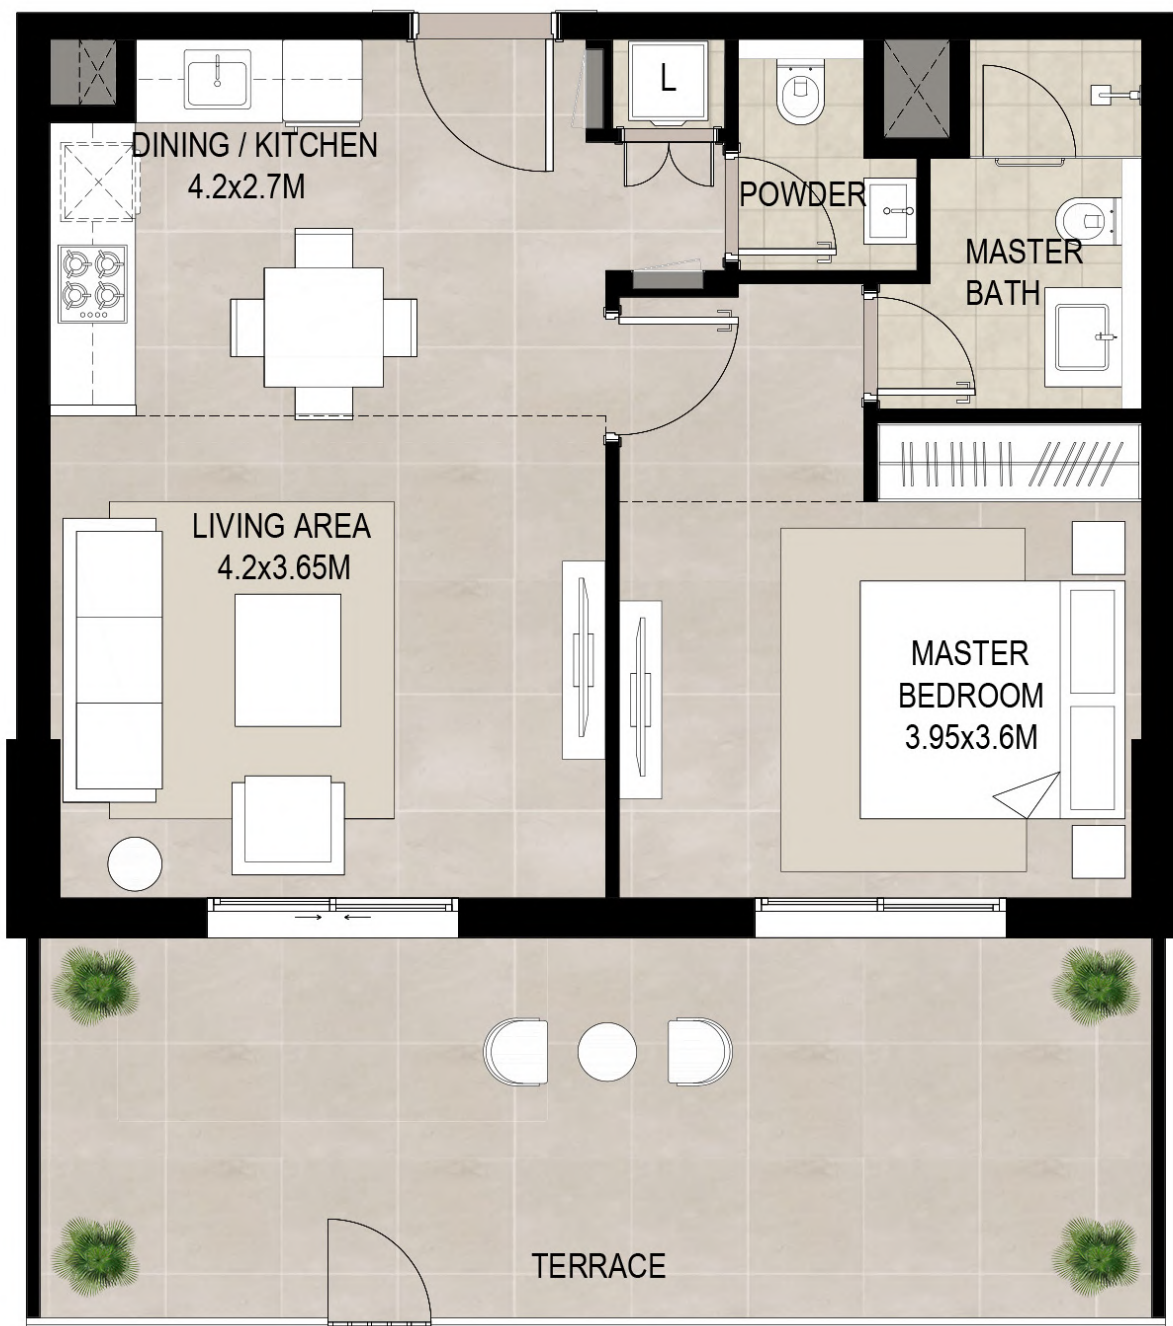 L
DINING / KITCHEN
4.2x2.7M
POWDER
MASTER
BATH
LIVING AREA
4.2x3.65M
MASTER
BEDROOM
3.95x3.6M
TERRACE